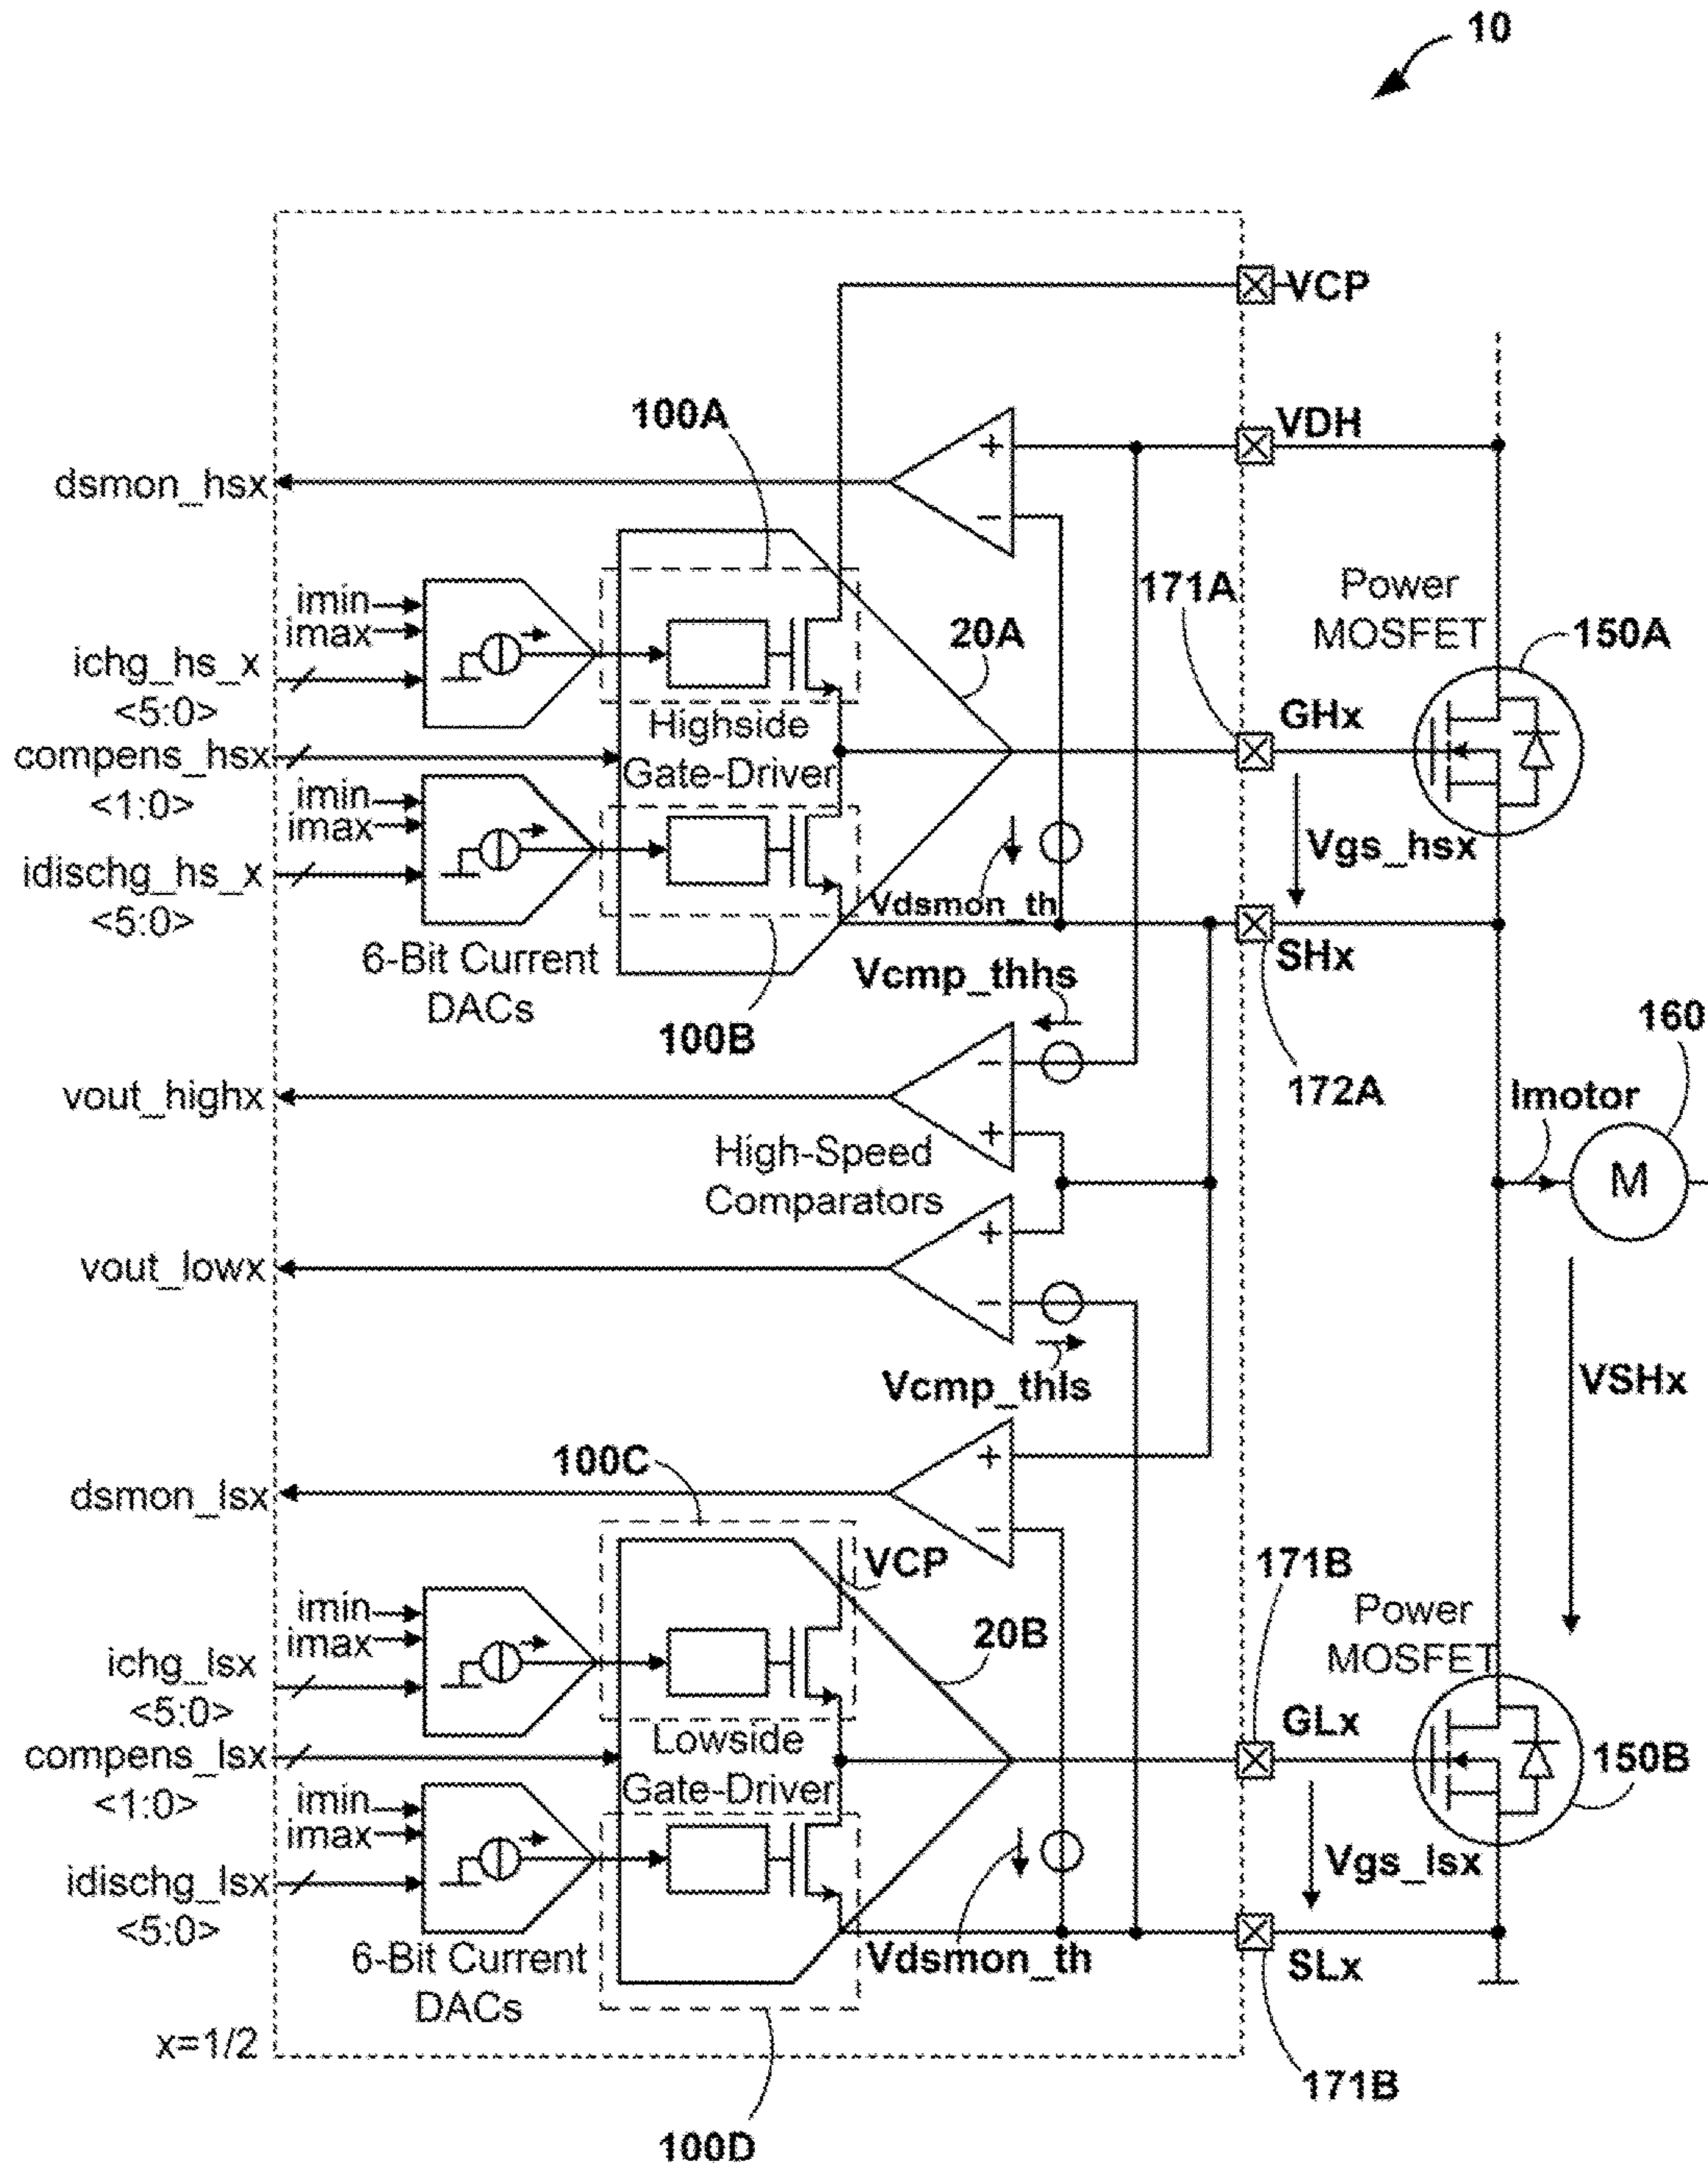 10
VCP
100A
VDH
dsmon_hsx
+
−
171A
Power
MOSFET
150A
imin
imax
20A
ichg_hs_x
<5:0>
Highside
Gate-Driver
GHx
compens_hsx
<1:0>
imin
imax
Vgs_hsx
idischg_hs_x
<5:0>
Vdsmon_th
6-Bit Current
DACs
SHx
Vcmp_thhs
100B
160
172A
vout_highx
−
+
Imotor
High-Speed
Comparators
M
vout_lowx
+
−
Vcmp_thls
VSHx
100C
dsmon_lsx
+
−
VCP
171B
imin
imax
20B
Power
MOSFET
ichg_lsx
<5:0>
Lowside
Gate-Driver
GLx
150B
compens_lsx
<1:0>
imin
imax
Vgs_lsx
idischg_lsx
<5:0>
6-Bit Current
DACs
Vdsmon_th
SLx
x=1/2
171B
100D